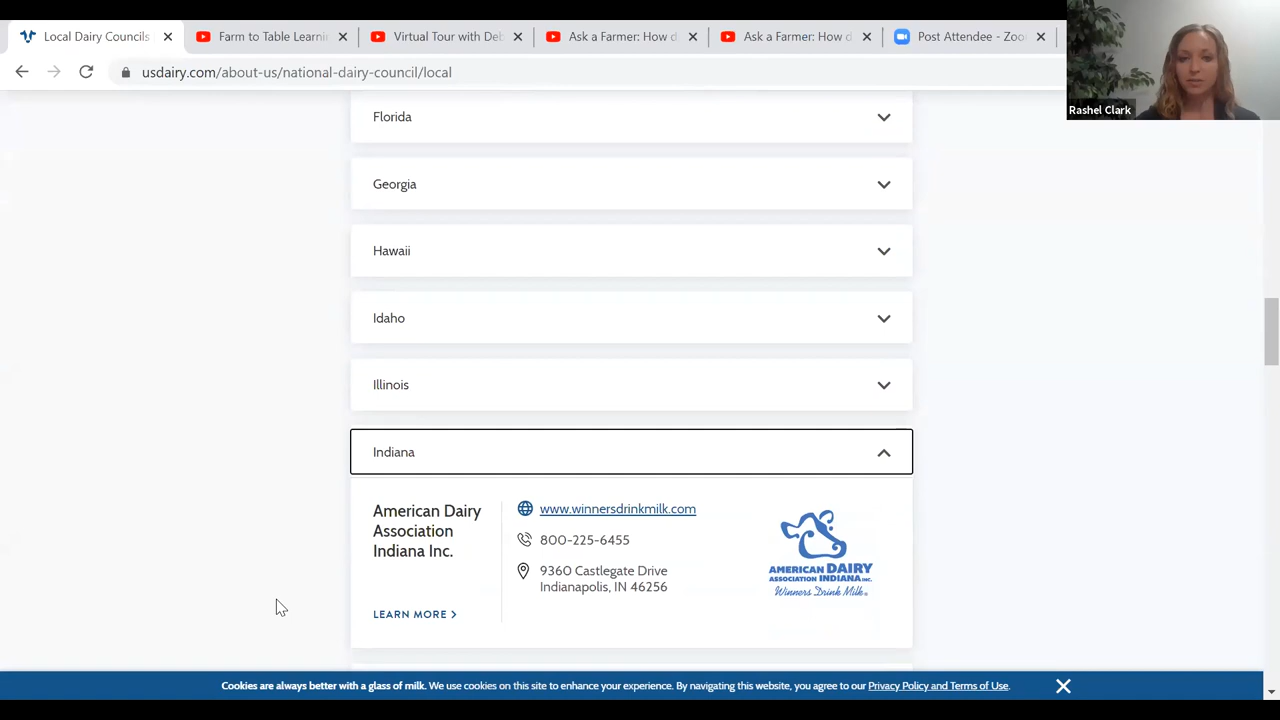 Local Dairy Councils
Farm to Table Learni
Virtual Tour with Deb
Ask a Farmer: How d
Ask a Farmer: How d
Post Attendee - Zoo
usdairy.com/about-us/national-dairy-council/local
Rashel Clark
Florida
Georgia
Hawaii
Idaho
Illinois
Indiana
American Dairy
Association
Indiana Inc.
LEARN MORE >
www.winnersdrinkmilk.com
800-225-6455
9360 Castlegate Drive
Indianapolis, IN 46256
AMERICAN DAIRY
ASSOCIATION INDIANA INC.
Winners Drink Milk®
Cookies are always better with a glass of milk. We use cookies on this site to enhance your experience. By navigating this website, you agree to our Privacy Policy and Terms of Use.